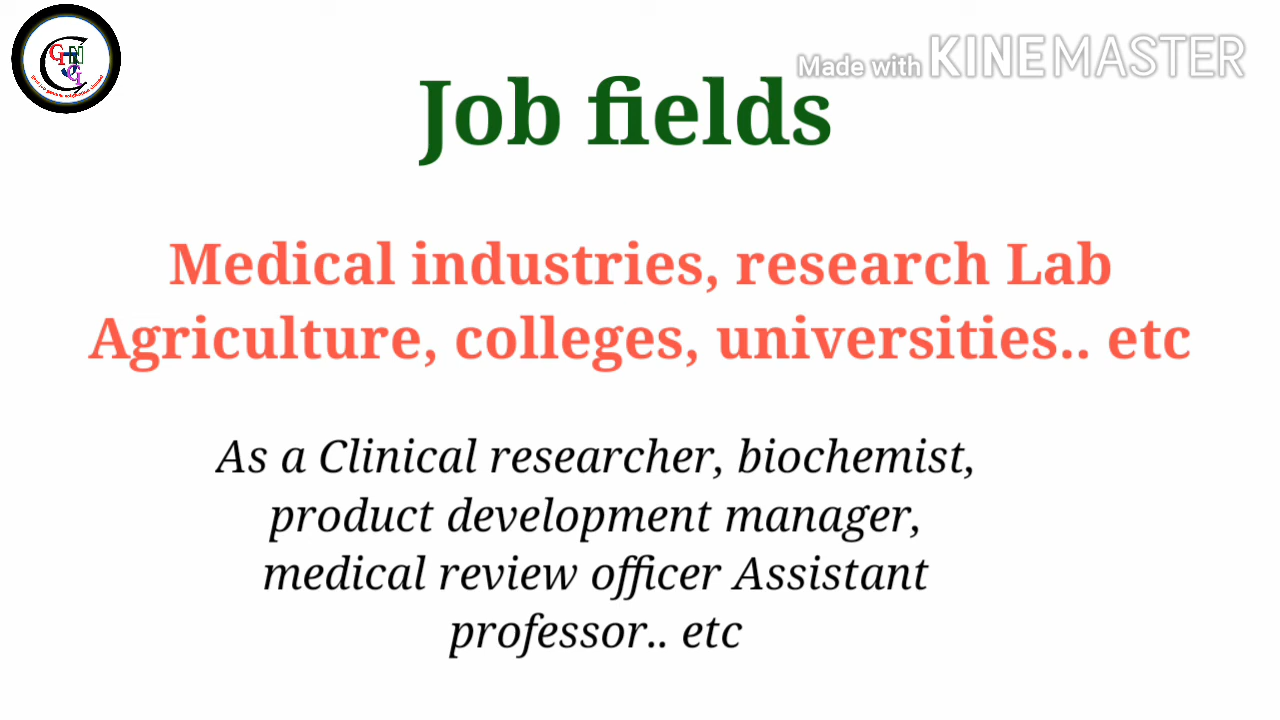 Made with KINEMASTER
Job fields
Medical industries, research Lab
Agriculture, colleges, universities.. etc
As a Clinical researcher, biochemist,
product development manager,
medical review officer Assistant
professor.. etc